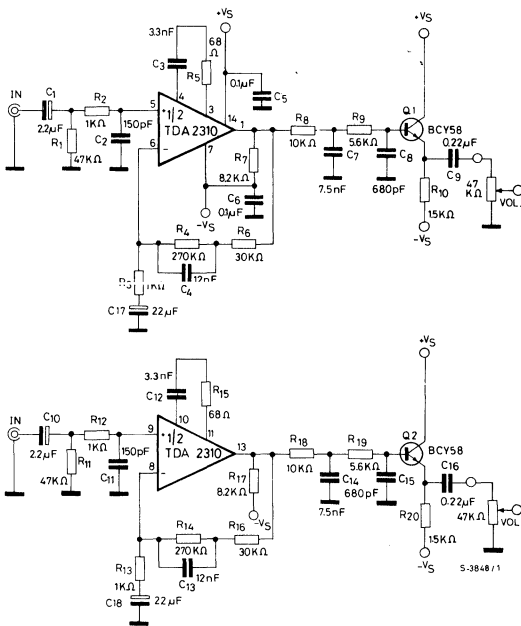 +VS
3.3nF
68
Ω
C3
R5
+VS
0.1µF
C5
IN
C1
R2
4
3
14
5
+
1/2
TDA 2310
1
6
-
7
2.2µF
R1
47KΩ
1KΩ
150pF
C2
R7
8.2KΩ
C6
0.1µF
-VS
R8
10KΩ
R9
5.6KΩ
C7
7.5nF
C8
680pF
Q1
BCY58
0.22µF
C9
R10
1.5KΩ
-VS
47
KΩ
VOL.
R4
270KΩ
R6
30KΩ
12nF
C4
1KΩ
C17
22µF
+VS
3.3nF
C12
R15
68Ω
IN
C10
R12
10
11
9
+
1/2
TDA 2310
13
8
-
2.2µF
R11
47KΩ
1KΩ
150pF
C11
R17
8.2KΩ
-VS
R18
10KΩ
R19
5.6KΩ
C14
7.5nF
C15
680pF
Q2
BCY58
C16
0.22µF
R20
1.5KΩ
-VS
47KΩ
VOL.
R14
270KΩ
R16
30KΩ
12nF
C13
R13
1KΩ
C18
22µF
S-3848/1